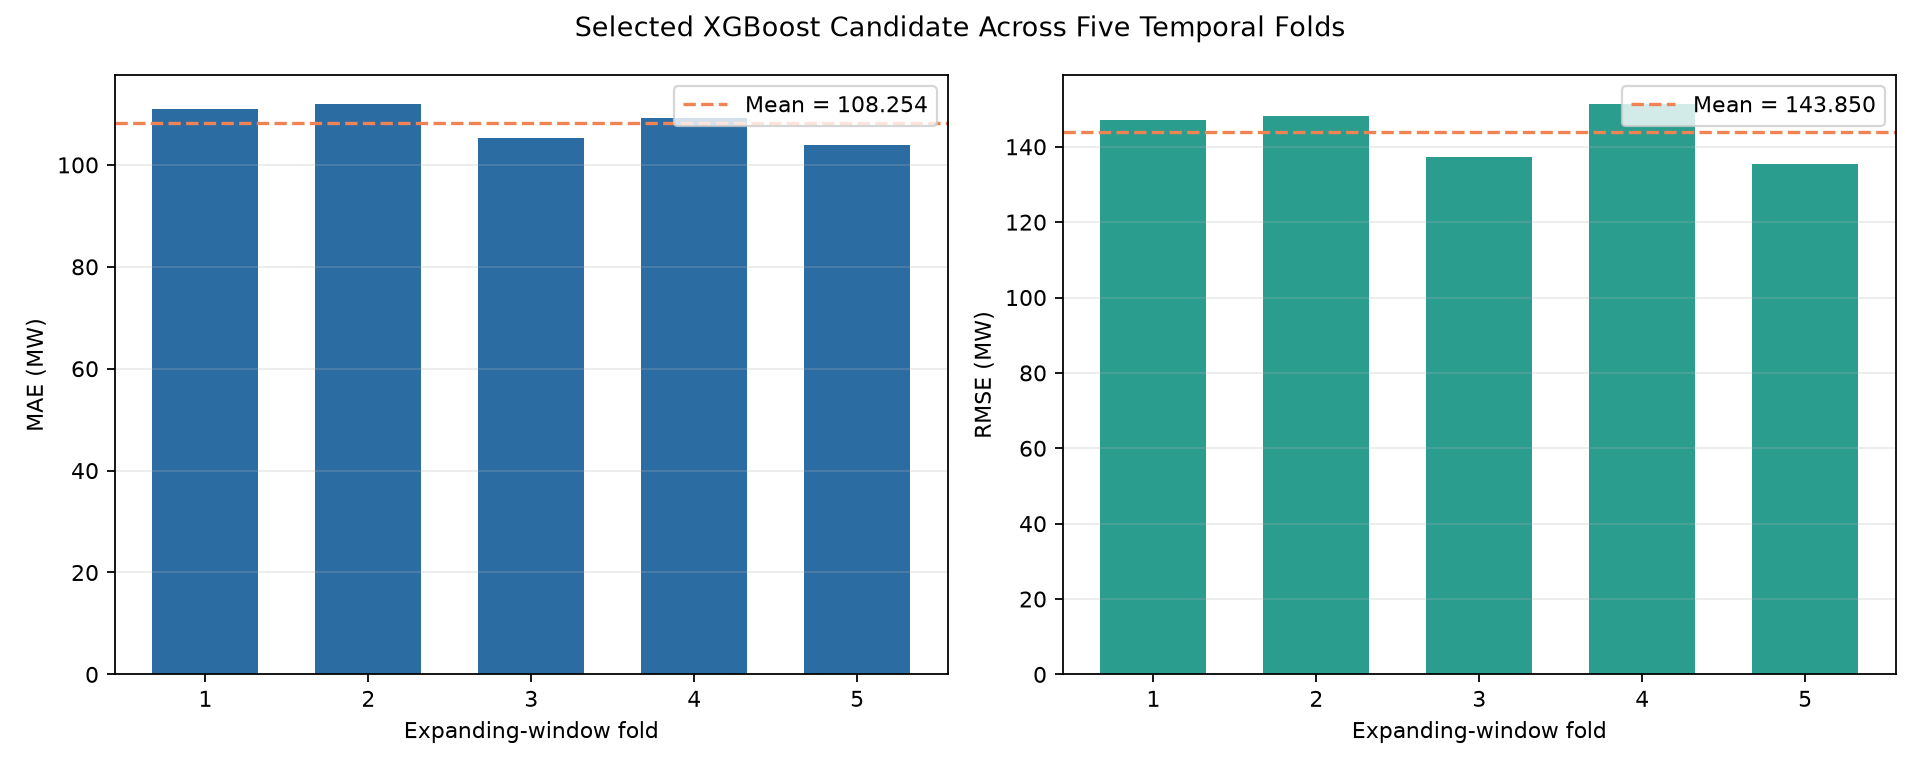 Selected XGBoost Candidate Across Five Temporal Folds
Mean = 108.254
MAE (MW)
100
80
60
40
20
0
1 2 3 4 5
Expanding-window fold
Mean = 143.850
RMSE (MW)
140
120
100
80
60
40
20
0
1 2 3 4 5
Expanding-window fold